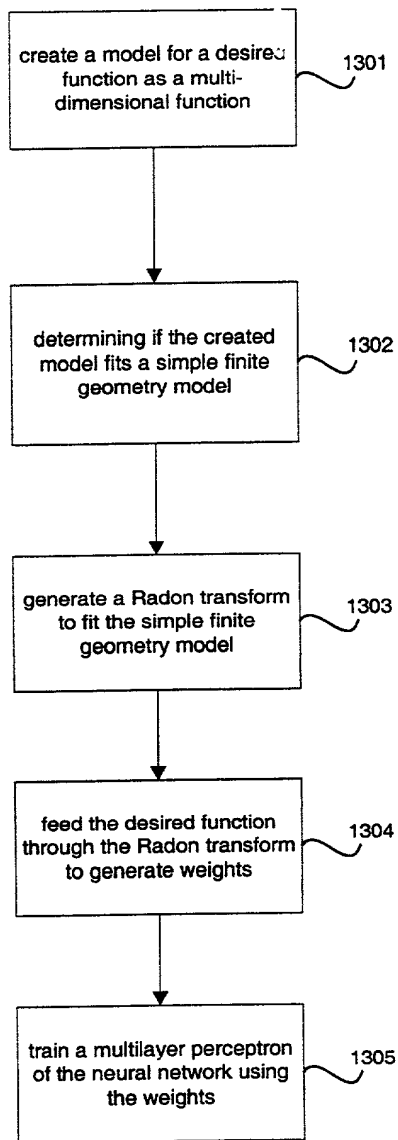 create a model for a desired
function as a multi-
dimensional function
1301
determining if the created
model fits a simple finite
geometry model
1302
generate a Radon transform
to fit the simple finite
geometry model
1303
feed the desired function
through the Radon transform
to generate weights
1304
train a multilayer perceptron
of the neural network using
the weights
1305